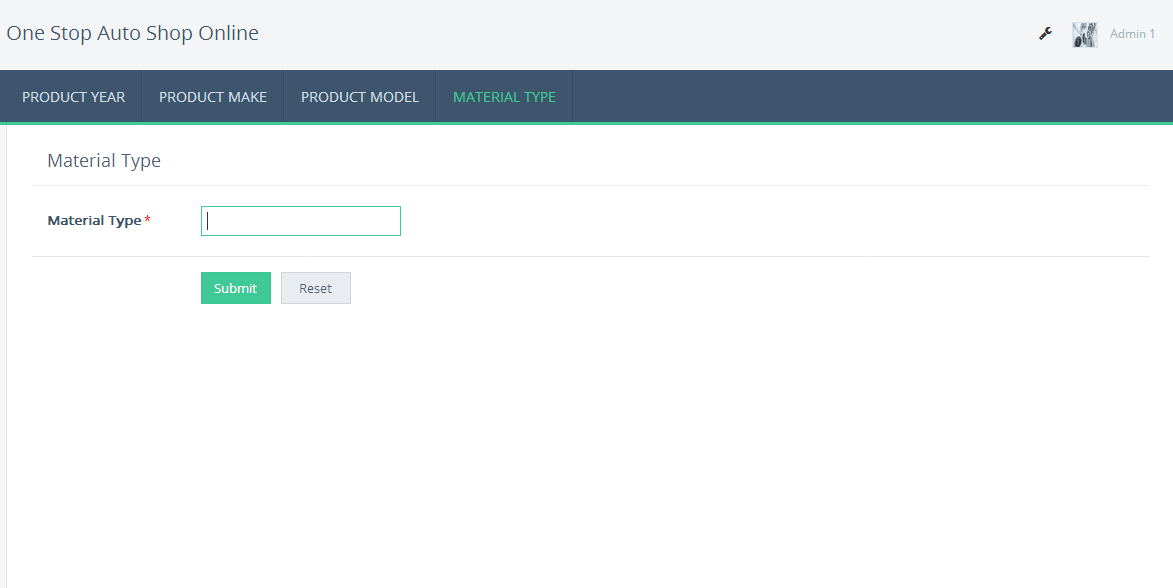 One Stop Auto Shop Online
Admin 1
PRODUCT YEAR PRODUCT MAKE PRODUCT MODEL MATERIAL TYPE
Material Type
Material Type *
Submit Reset